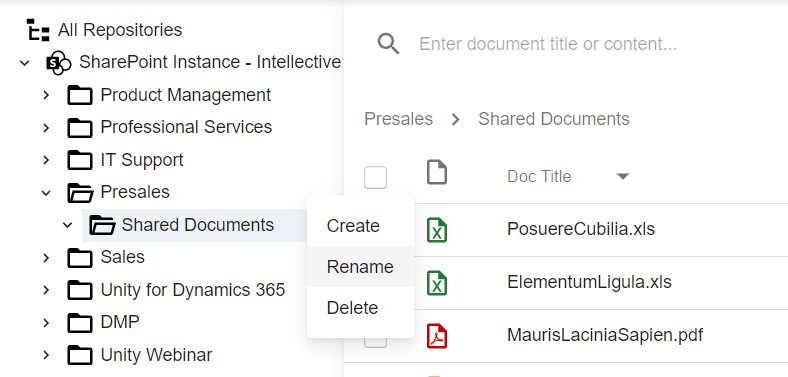 All Repositories
SharePoint Instance - Intellective
Product Management
Professional Services
IT Support
Presales
Shared Documents
Sales
Unity for Dynamics 365
DMP
Unity Webinar
Create
Rename
Delete
Enter document title or content...
Presales > Shared Documents
Doc Title
PosuereCubilia.xls
ElementumLigula.xls
MaurisLaciniaSapien.pdf